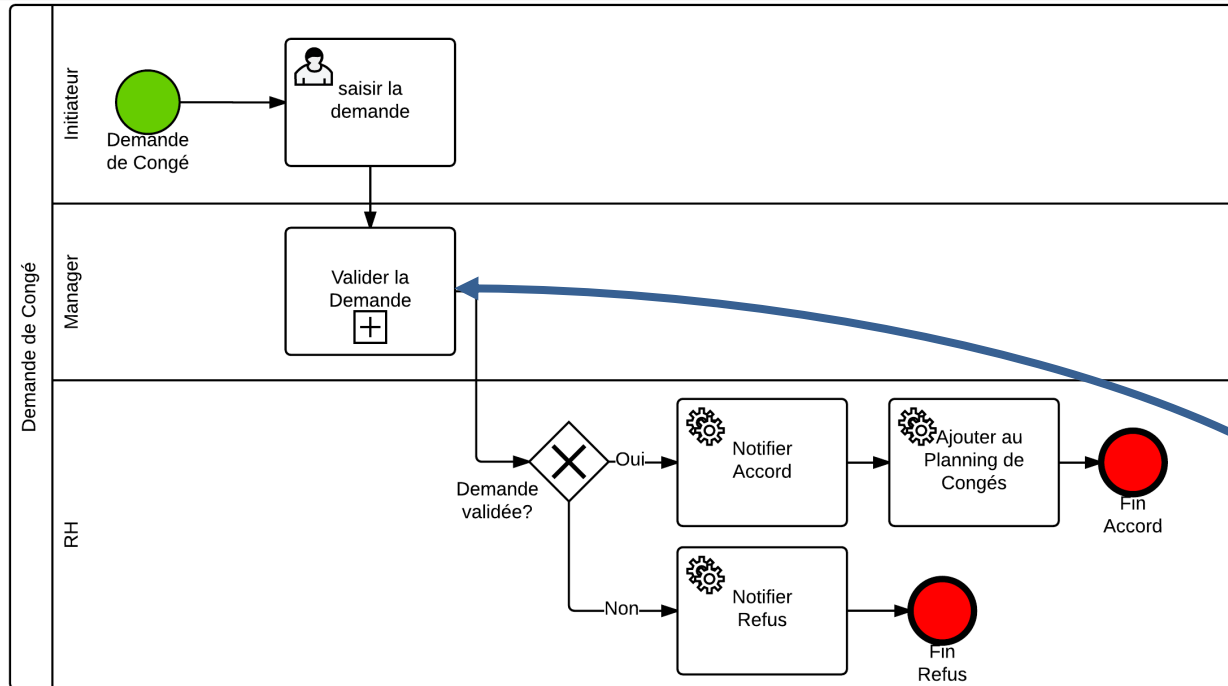 Demande de Congé
Initiateur
Demande
de Congé
saisir la
demande
Manager
Valider la
Demande
RH
Demande
validée?
Oui
Notifier
Accord
Ajouter au
Planning de
Congés
Fin
Accord
Non
Notifier
Refus
Fin
Refus